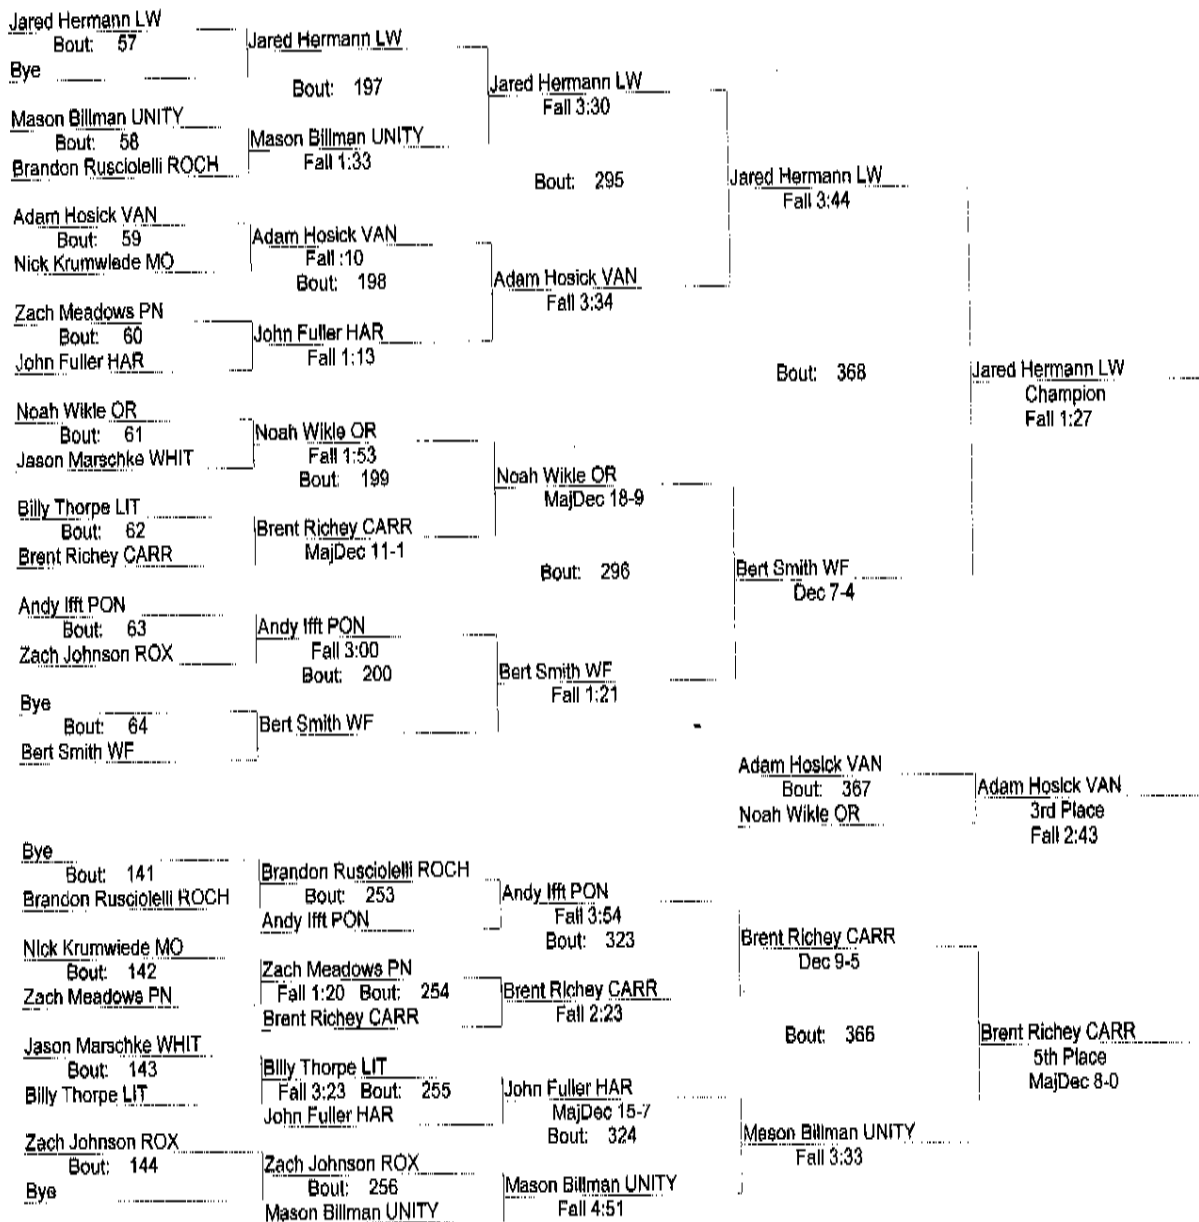 Jared Hermann LW
Bout: 57
Bye
Mason Billman UNITY
Bout: 58
Brandon Rusciolelli ROCH
Adam Hosick VAN
Bout: 59
Nick Krumwiede MO
Zach Meadows PN
Bout: 60
John Fuller HAR
Noah Wikle OR
Bout: 61
Jason Marschke WHIT
Billy Thorpe LIT
Bout: 62
Brent Richey CARR
Andy Ifft PON
Bout: 63
Zach Johnson ROX
Bye
Bout: 64
Bert Smith WF
Jared Hermann LW
Bout: 197
Mason Billman UNITY
Fall 1:33
Adam Hosick VAN
Fall :10
Bout: 198
John Fuller HAR
Fall 1:13
Noah Wikle OR
Fall 1:53
Bout: 199
Brent Richey CARR
MajDec 11-1
Andy Ifft PON
Fall 3:00
Bout: 200
Bert Smith WF
Jared Hermann LW
Fall 3:30
Bout: 295
Adam Hosick VAN
Fall 3:34
Noah Wikle OR
MajDec 18-9
Bout: 296
Bert Smith WF
Fall 1:21
Jared Hermann LW
Fall 3:44
Bout: 368
Bert Smith WF
Dec 7-4
Jared Hermann LW
Champion
Fall 1:27
Adam Hosick VAN
Bout: 367
Noah Wikle OR
Adam Hosick VAN
3rd Place
Fall 2:43
Bye
Bout: 141
Brandon Rusciolelli ROCH
Nick Krumwiede MO
Bout: 142
Zach Meadows PN
Jason Marschke WHIT
Bout: 143
Billy Thorpe LIT
Zach Johnson ROX
Bout: 144
Bye
Brandon Rusciolelli ROCH
Bout: 253
Andy Ifft PON
Zach Meadows PN
Fall 1:20 Bout: 254
Brent Richey CARR
Billy Thorpe LIT
Fall 3:23 Bout: 255
John Fuller HAR
Zach Johnson ROX
Bout: 256
Mason Billman UNITY
Andy Ifft PON
Fall 3:54
Bout: 323
Brent Richey CARR
Fall 2:23
John Fuller HAR
MajDec 15-7
Bout: 324
Mason Billman UNITY
Fall 4:51
Brent Richey CARR
Dec 9-5
Bout: 366
Mason Billman UNITY
Fall 3:33
Brent Richey CARR
5th Place
MajDec 8-0